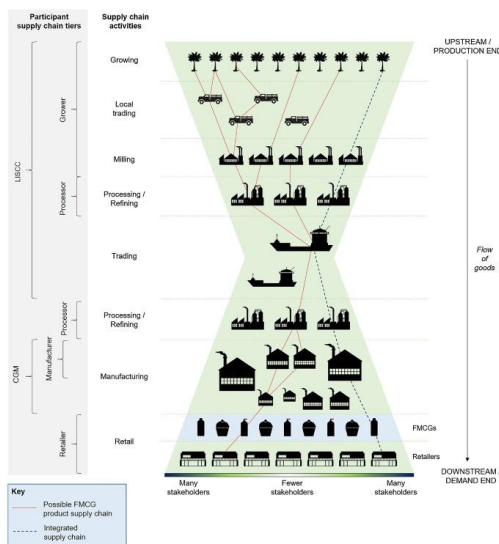 Participant
supply chain tiers
Supply chain
activities
UPSTREAM /
PRODUCTION END
Growing
Grower
Local
trading
LISCC
Milling
Processor
Processing /
Refining
Trading
Flow
of
goods
Processor
Processing /
Refining
CGM
Manufacturer
Manufacturing
FMCGs
Retailer
Retail
Retailers
DOWNSTREAM /
DEMAND END
Many
stakeholders
Fewer
stakeholders
Many
stakeholders
Key
Possible FMCG
product supply chain
Integrated
supply chain